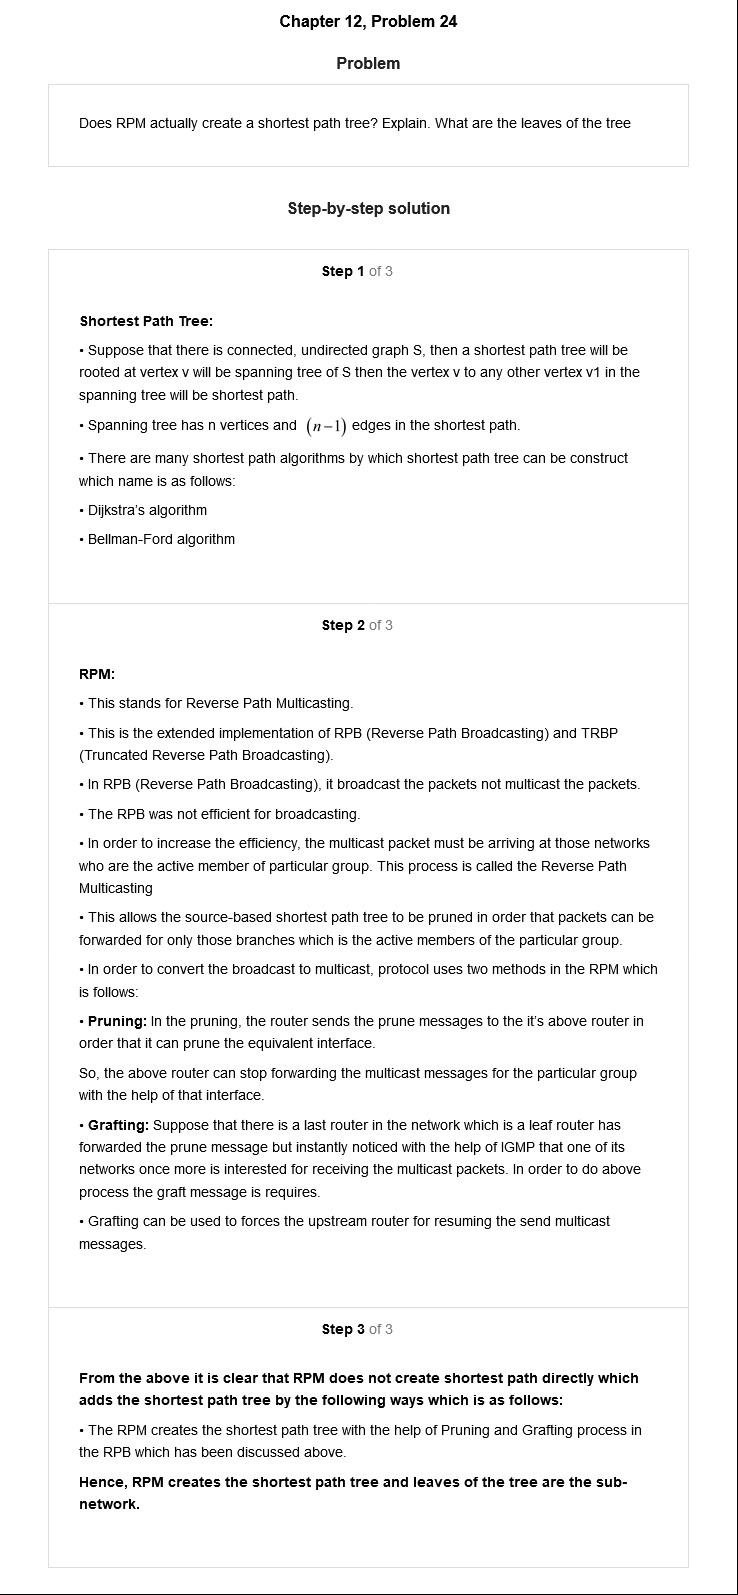 Chapter 12, Problem 24
Problem
Does RPM actually create a shortest path tree? Explain. What are the leaves of the tree
Step-by-step solution
Step 1 of 3
Shortest Path Tree:
• Suppose that there is connected, undirected graph S, then a shortest path tree will be
rooted at vertex v will be spanning tree of S then the vertex v to any other vertex v1 in the
spanning tree will be shortest path.
• Spanning tree has n vertices and (n−1) edges in the shortest path.
• There are many shortest path algorithms by which shortest path tree can be construct
which name is as follows:
• Dijkstra's algorithm
• Bellman-Ford algorithm
Step 2 of 3
RPM:
• This stands for Reverse Path Multicasting.
• This is the extended implementation of RPB (Reverse Path Broadcasting) and TRBP
(Truncated Reverse Path Broadcasting).
• In RPB (Reverse Path Broadcasting), it broadcast the packets not multicast the packets.
• The RPB was not efficient for broadcasting.
• In order to increase the efficiency, the multicast packet must be arriving at those networks
who are the active member of particular group. This process is called the Reverse Path
Multicasting
• This allows the source-based shortest path tree to be pruned in order that packets can be
forwarded for only those branches which is the active members of the particular group.
• In order to convert the broadcast to multicast, protocol uses two methods in the RPM which
is follows:
• Pruning: In the pruning, the router sends the prune messages to the it's above router in
order that it can prune the equivalent interface.
So, the above router can stop forwarding the multicast messages for the particular group
with the help of that interface.
• Grafting: Suppose that there is a last router in the network which is a leaf router has
forwarded the prune message but instantly noticed with the help of IGMP that one of its
networks once more is interested for receiving the multicast packets. In order to do above
process the graft message is requires.
• Grafting can be used to forces the upstream router for resuming the send multicast
messages.
Step 3 of 3
From the above it is clear that RPM does not create shortest path directly which
adds the shortest path tree by the following ways which is as follows:
• The RPM creates the shortest path tree with the help of Pruning and Grafting process in
the RPB which has been discussed above.
Hence, RPM creates the shortest path tree and leaves of the tree are the sub-
network.